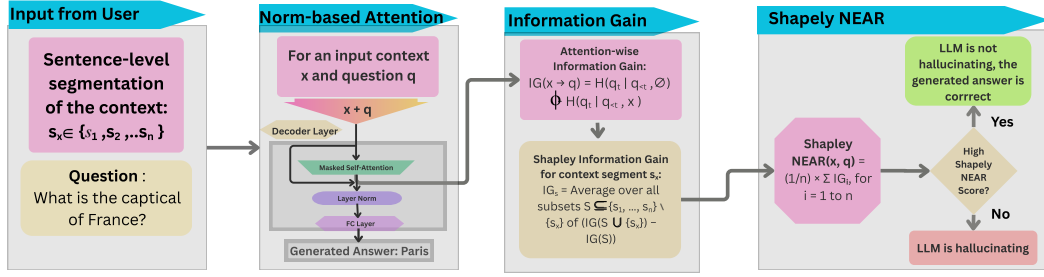 Input from User
Sentence-level
segmentation
of the context:
sₓ∈ {s₁ ,s₂ ,..sₙ }
Question :
What is the captical
of France?
Norm-based Attention
For an input context
x and question q
x + q
Decoder Layer
Masked Self-Attention
Layer Norm
FC Layer
Generated Answer: Paris
Information Gain
Attention-wise
Information Gain:
IG(x → q) = H(qₜ | q<ₜ ,∅)
ϕ H(qₜ | q<ₜ , x )
Shapley Information Gain
for context segment sₓ:
IGₛ = Average over all
subsets S ⊆{s₁, …, sₙ} \
{sₓ} of (IG(S ∪ {sₓ}) −
IG(S))
Shapely NEAR
Shapley
NEAR(x, q) =
(1/n) × Σ IGᵢ, for
i = 1 to n
High
Shapely
NEAR
Score?
Yes
LLM is not
hallucinating, the
generated answer is
corrrect
No
LLM is hallucinating